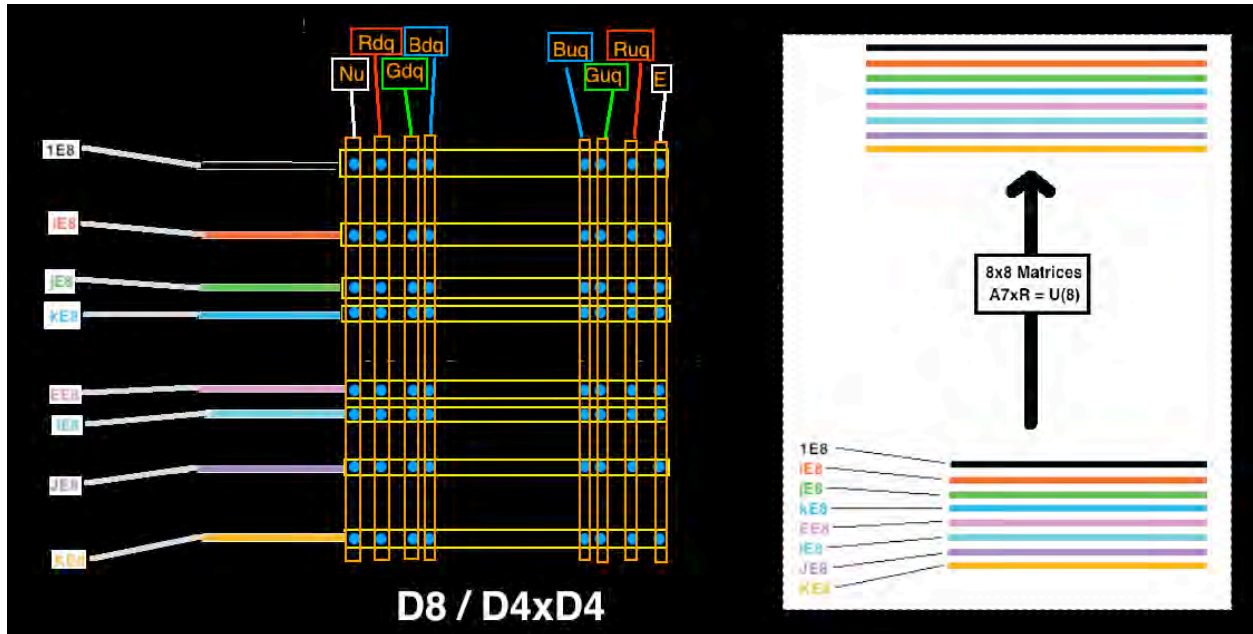 Rdq
Bdq
Buq
Ruq
Nu
Gdq
Guq
E
1E8
iE8
jE8
kE8
EE8
IE8
JE8
KE8
D8 / D4xD4
8x8 Matrices
A7xR = U(8)
1E8
iE8
jE8
kE8
EE8
IE8
JE8
KE8